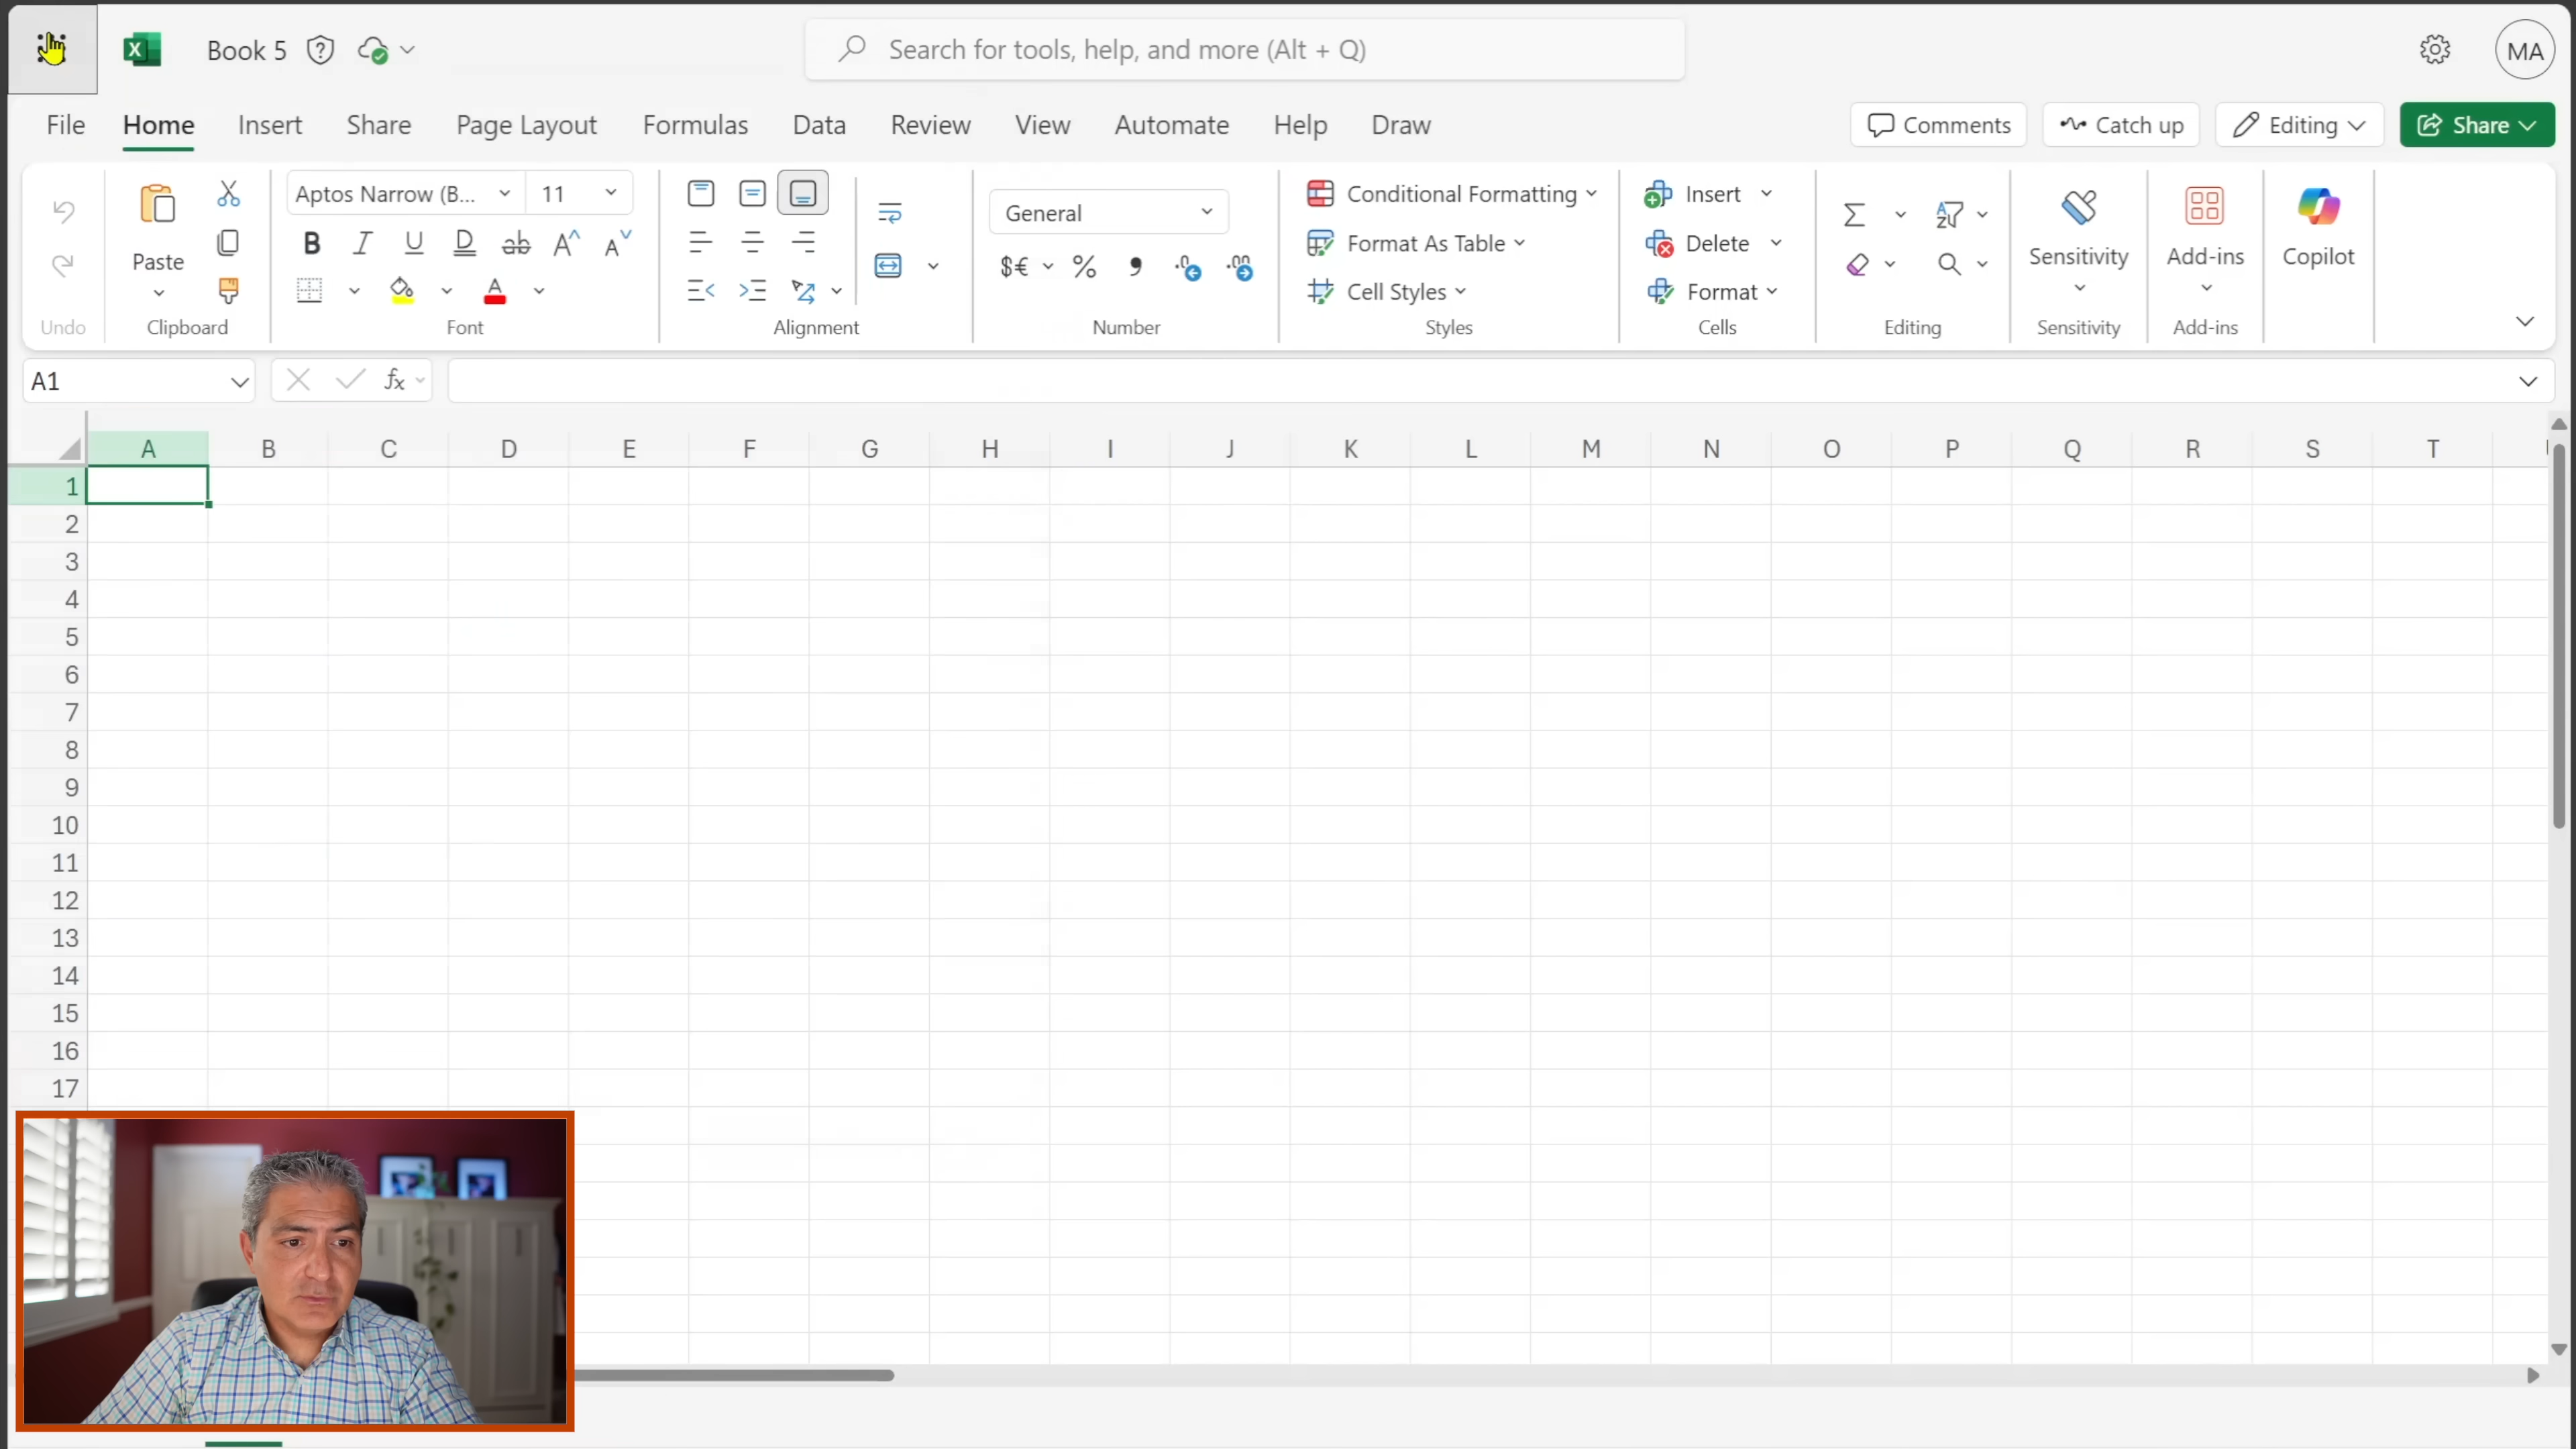 Book 5
Search for tools, help, and more (Alt + Q)
MA
File Home Insert Share Page Layout Formulas Data Review View Automate Help Draw
Comments Catch up Editing Share
Undo
Paste
Clipboard
Aptos Narrow (B... 11
B I U D ab A A
A
Font
Alignment
General
$€ % .0 .00
Number
Conditional Formatting
Format As Table
Cell Styles
Styles
Insert
Delete
Format
Cells
Σ AZ
Editing
Sensitivity
Sensitivity
Add-ins
Add-ins
Copilot
A1 fx
A B C D E F G H I J K L M N O P Q R S T
1
2
3
4
5
6
7
8
9
10
11
12
13
14
15
16
17